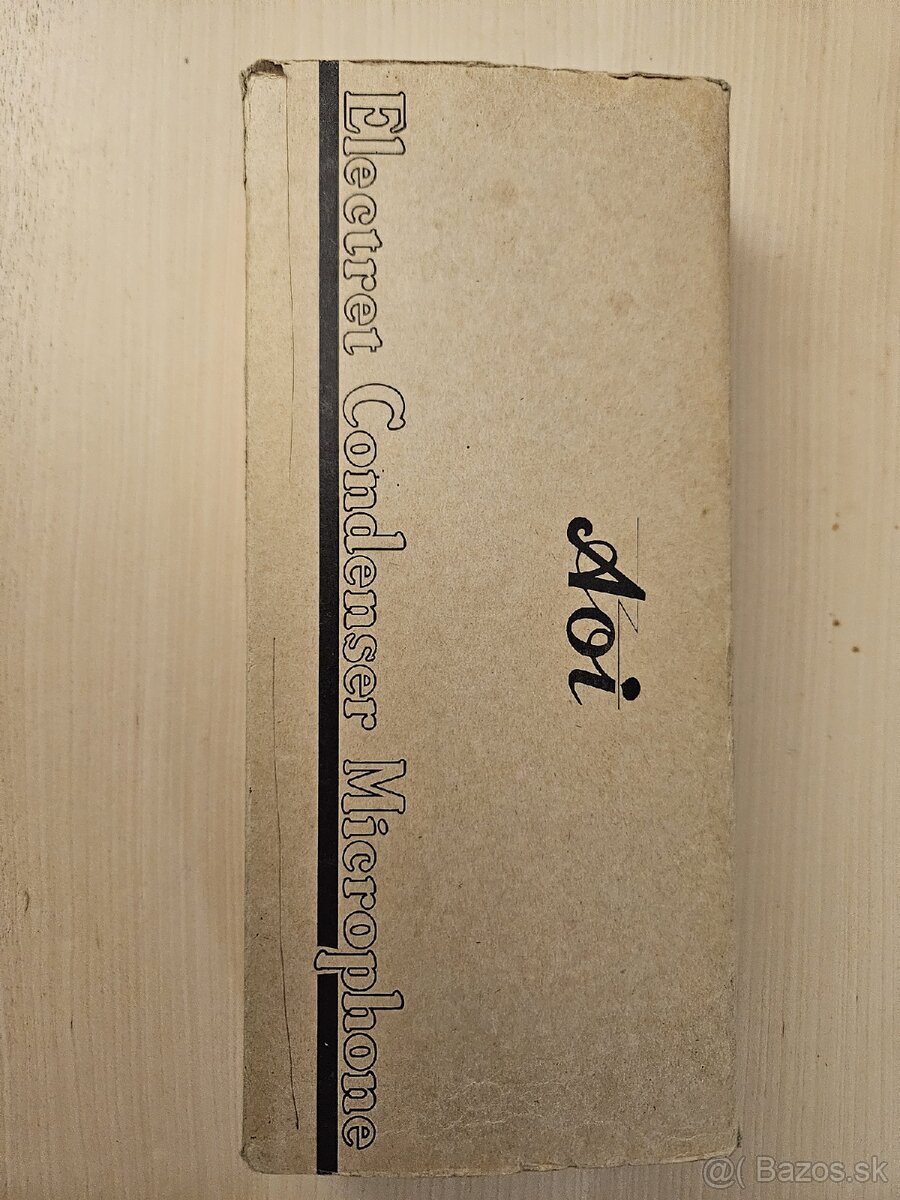 Aoi
Electret Condenser Microphone
@( Bazos.sk